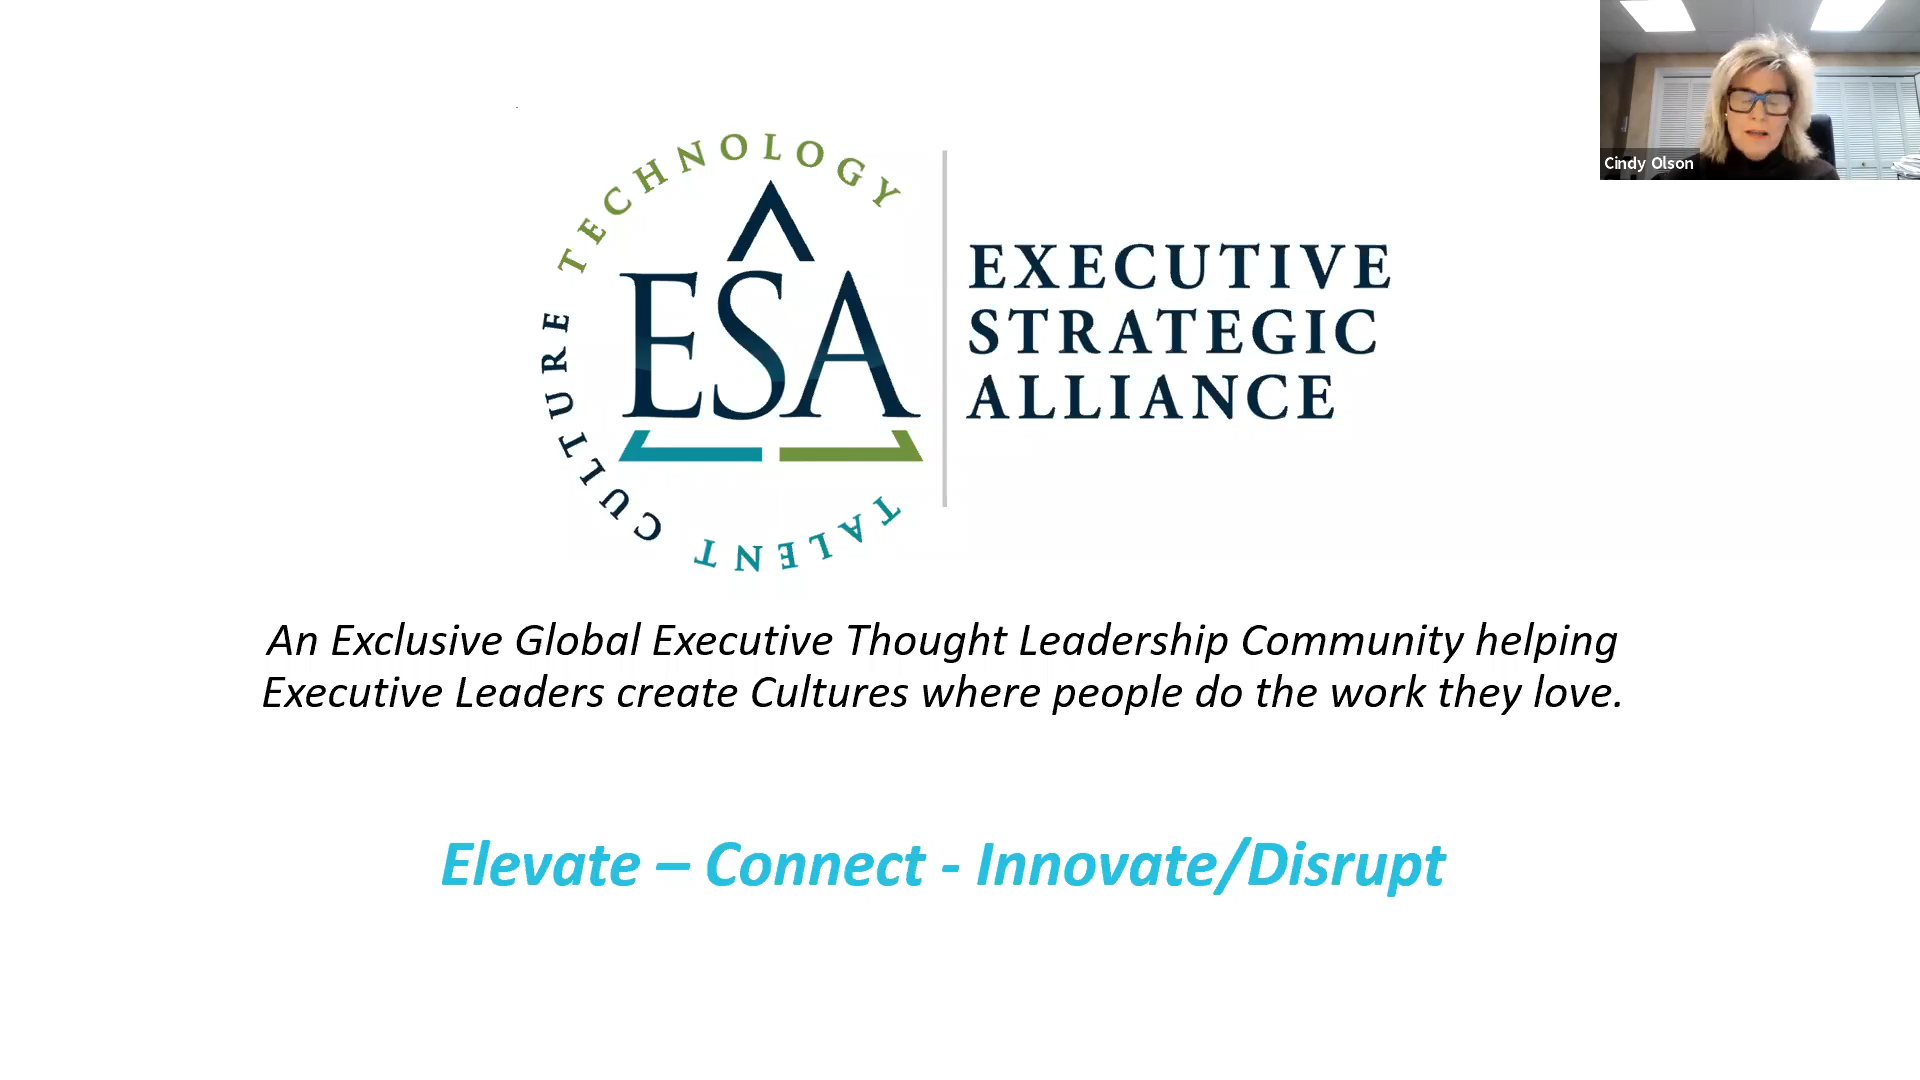 TECHNOLOGY
CULTURE
TALENT
ESA
EXECUTIVE
STRATEGIC
ALLIANCE
Cindy Olson
An Exclusive Global Executive Thought Leadership Community helping
Executive Leaders create Cultures where people do the work they love.
Elevate – Connect - Innovate/Disrupt